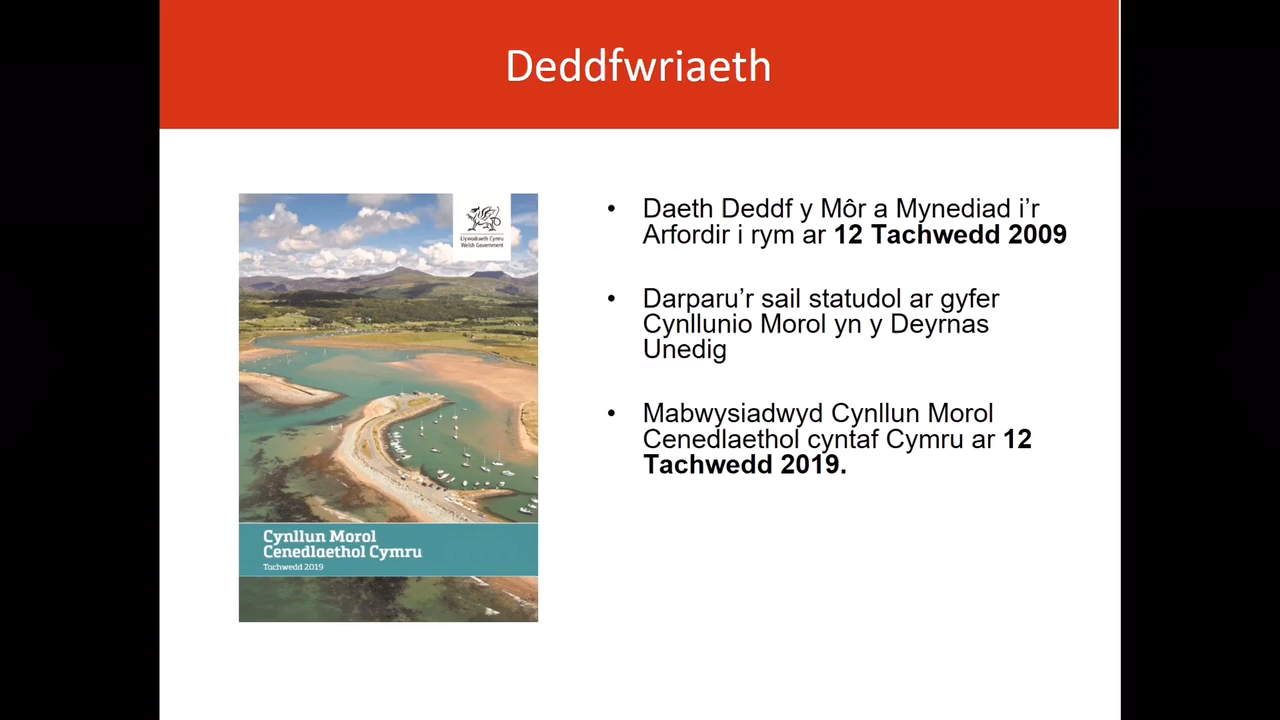 Deddfwriaeth
Llywodraeth Cymru
Welsh Government
Cynllun Morol
Cenedlaethol Cymru
Tachwedd 2019
• Daeth Deddf y Môr a Mynediad i’r
Arfordir i rym ar 12 Tachwedd 2009
• Darparu’r sail statudol ar gyfer
Cynllunio Morol yn y Deyrnas
Unedig
• Mabwysiadwyd Cynllun Morol
Cenedlaethol cyntaf Cymru ar 12
Tachwedd 2019.